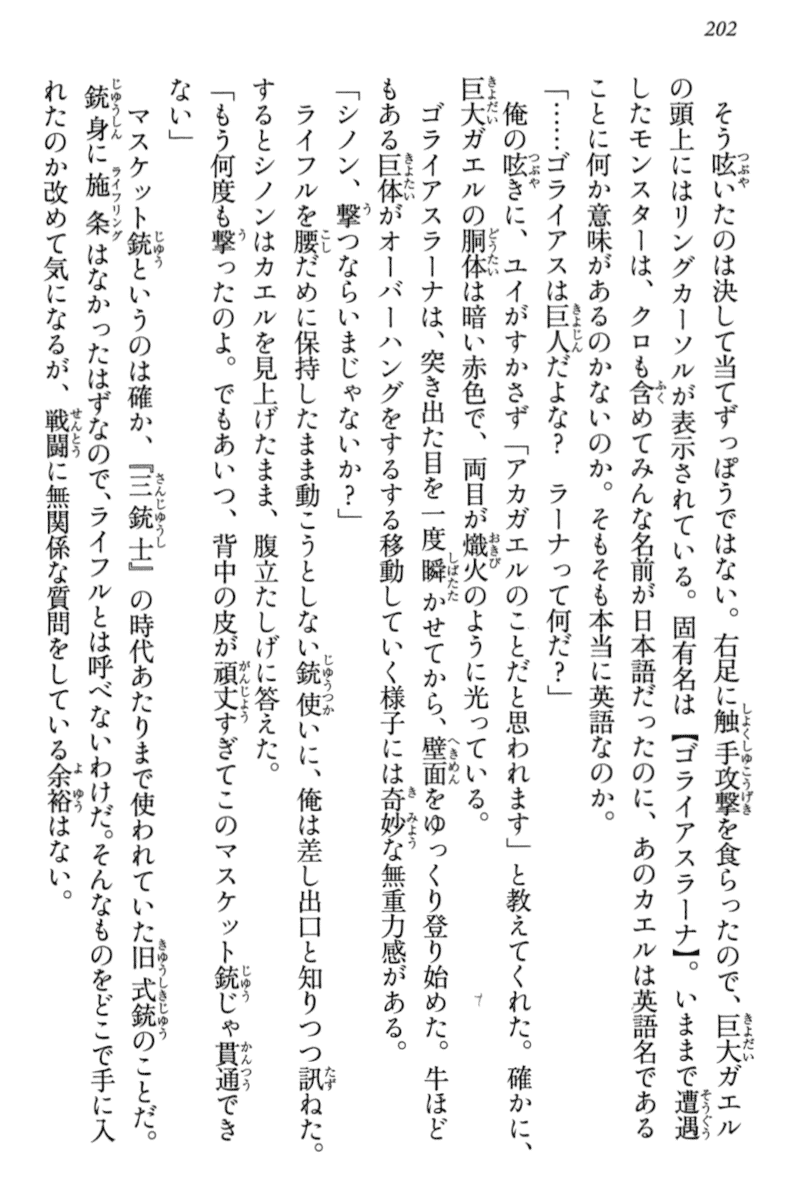 202
そう呟いたのは決して当てずっぽうではない。右足に触手攻撃を食らったので、巨大ガエル
の頭上にはリングカーソルが表示されている。固有名は【ゴライアスラーナ】。いままで遭遇
したモンスターは、クロも含めてみんな名前が日本語だったのに、あのカエルは英語名である
ことに何か意味があるのかないのか。そもそも本当に英語なのか。
「……ゴライアスは巨人だよな？　ラーナって何だ？」
俺の呟きに、ユイがすかさず「アカガエルのことだと思われます」と教えてくれた。確かに、
巨大ガエルの胴体は暗い赤色で、両目が熾火のように光っている。
ゴライアスラーナは、突き出た目を一度瞬かせてから、壁面をゆっくり登り始めた。牛ほど
もある巨体がオーバーハングをするする移動していく様子には奇妙な無重力感がある。
「シノン、撃つならいまじゃないか？」
ライフルを腰だめに保持したまま動こうとしない銃使いに、俺は差し出口と知りつつ訊ねた。
するとシノンはカエルを見上げたまま、腹立たしげに答えた。
「もう何度も撃ったのよ。でもあいつ、背中の皮が頑丈すぎてこのマスケット銃じゃ貫通でき
ない」
マスケット銃というのは確か、『三銃士』の時代あたりまで使われていた旧式銃のことだ。
銃身に施条はなかったはずなので、ライフルとは呼べないわけだ。そんなものをどこで手に入
れたのか改めて気になるが、戦闘に無関係な質問をしている余裕はない。